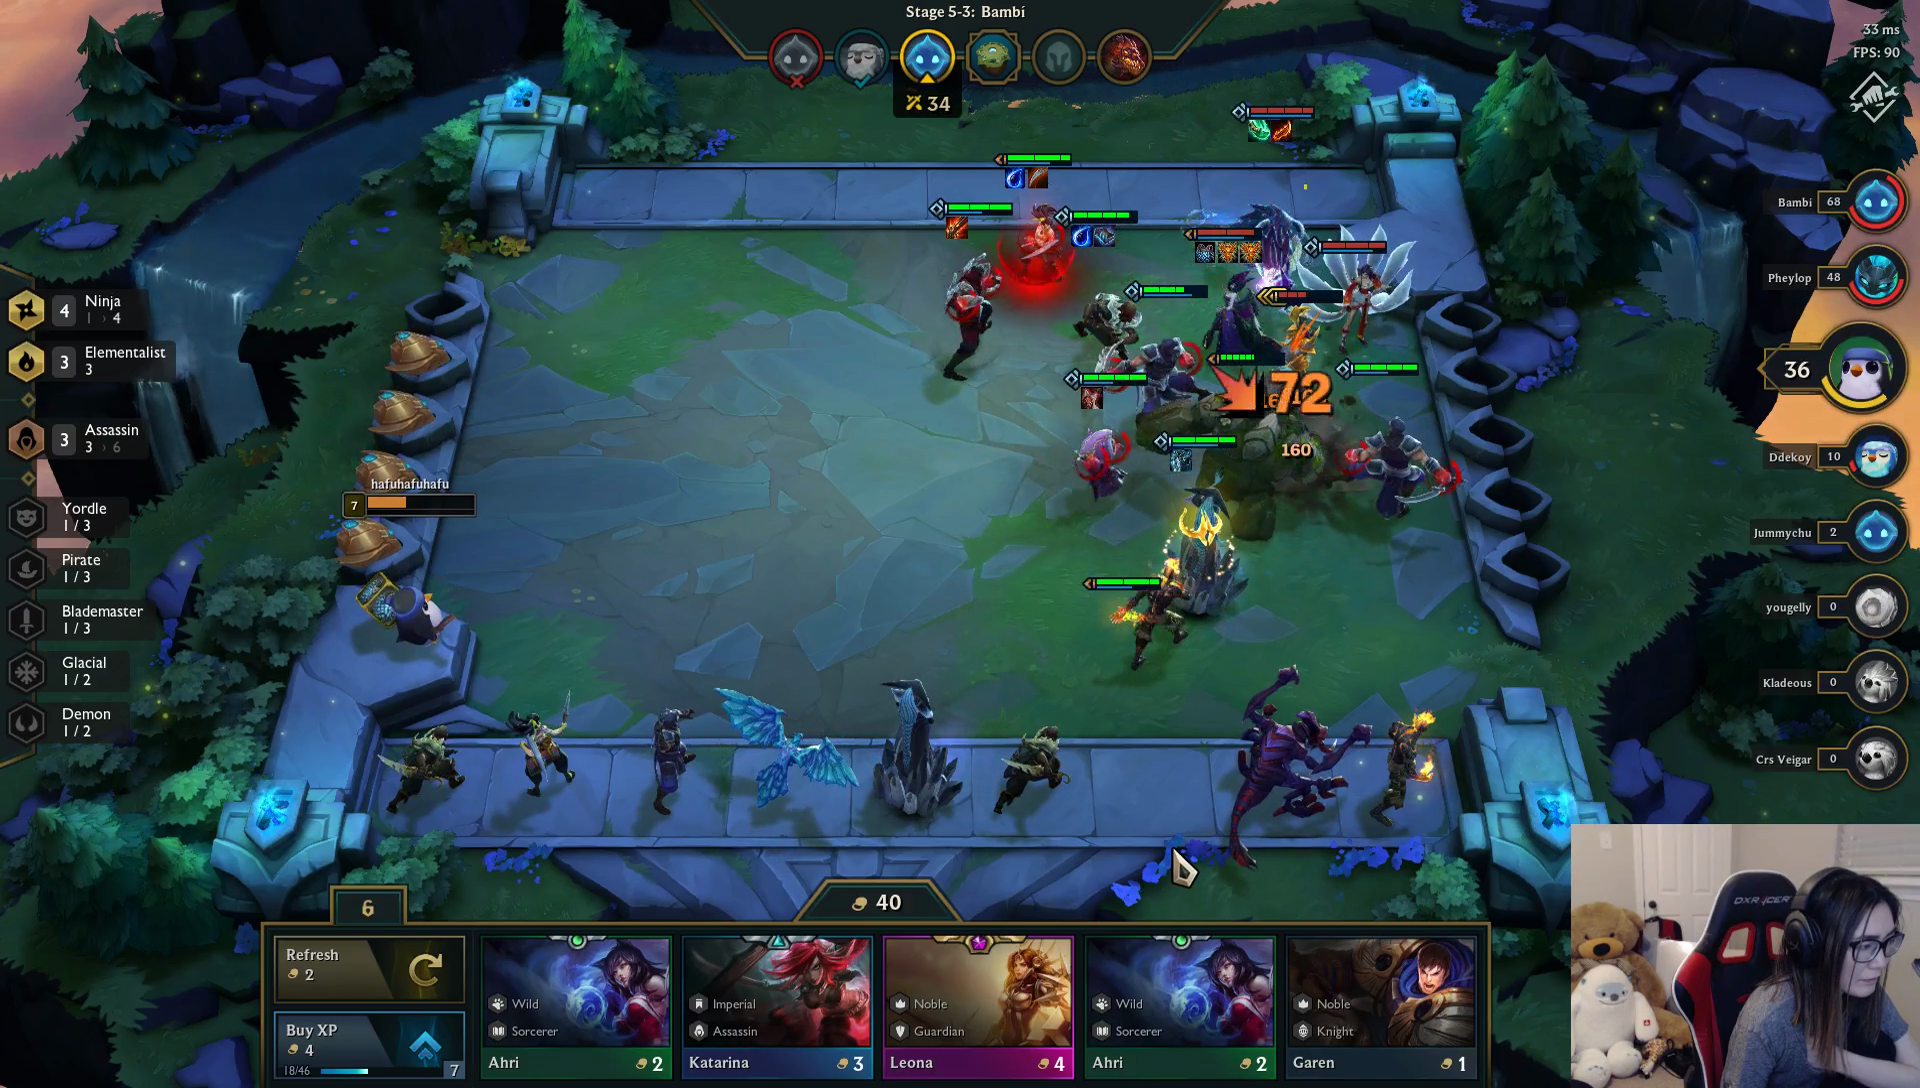 Stage 5-3: Bambí
34
33 ms
FPS: 90
Bambí 68
Pheylop 48
36
Ddekoy 10
Jummychu 2
yougelly 0
Kladeous 0
Crs Veigar 0
4 Ninja
1 › 4
3 Elementalist
3
3 Assassin
3 › 6
Yordle
1 / 3
Pirate
1 / 3
Blademaster
1 / 3
Glacial
1 / 2
Demon
1 / 2
hafuhafuhafu
7
72
160
6
40
Refresh
2
Buy XP
4
18/46
7
Wild
Sorcerer
Ahri 2
Imperial
Assassin
Katarina 3
Noble
Guardian
Leona 4
Wild
Sorcerer
Ahri 2
Noble
Knight
Garen 1
DXRACER